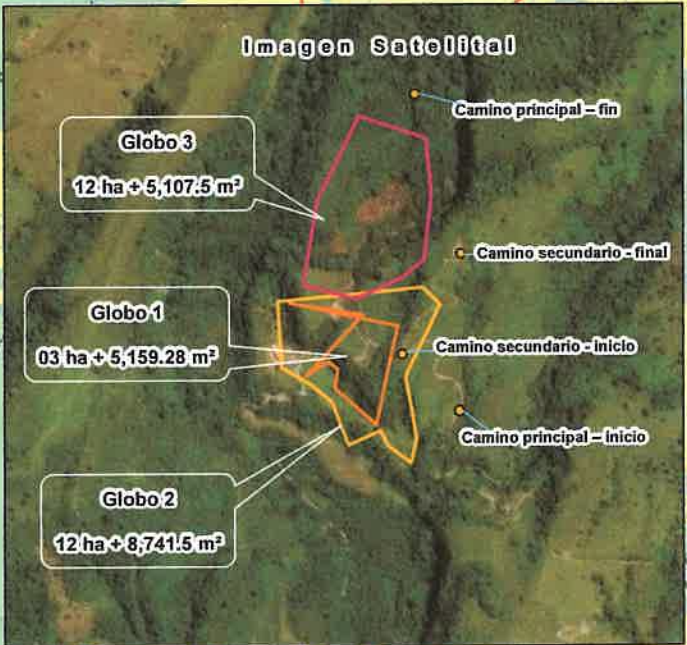 Imagen Satelital
Camino principal – fin
Globo 3
12 ha + 5,107.5 m²
Camino secundario - final
Globo 1
03 ha + 5,159.28 m²
Camino secundario - inicio
Camino principal – inicio
Globo 2
12 ha + 8,741.5 m²